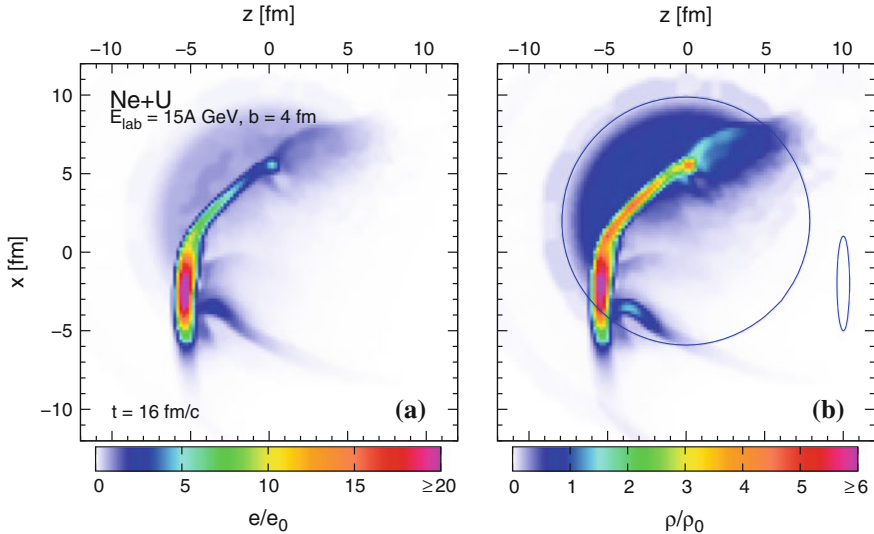 z [fm]
z [fm]
−10 −5 0 5 10
−10 −5 0 5 10
10
5
0
−5
−10
x [fm]
Ne+U
E_lab = 15A GeV, b = 4 fm
t = 16 fm/c
(a)
(b)
0 5 10 15 ≥20
0 1 2 3 4 5 ≥6
e/e₀
ρ/ρ₀